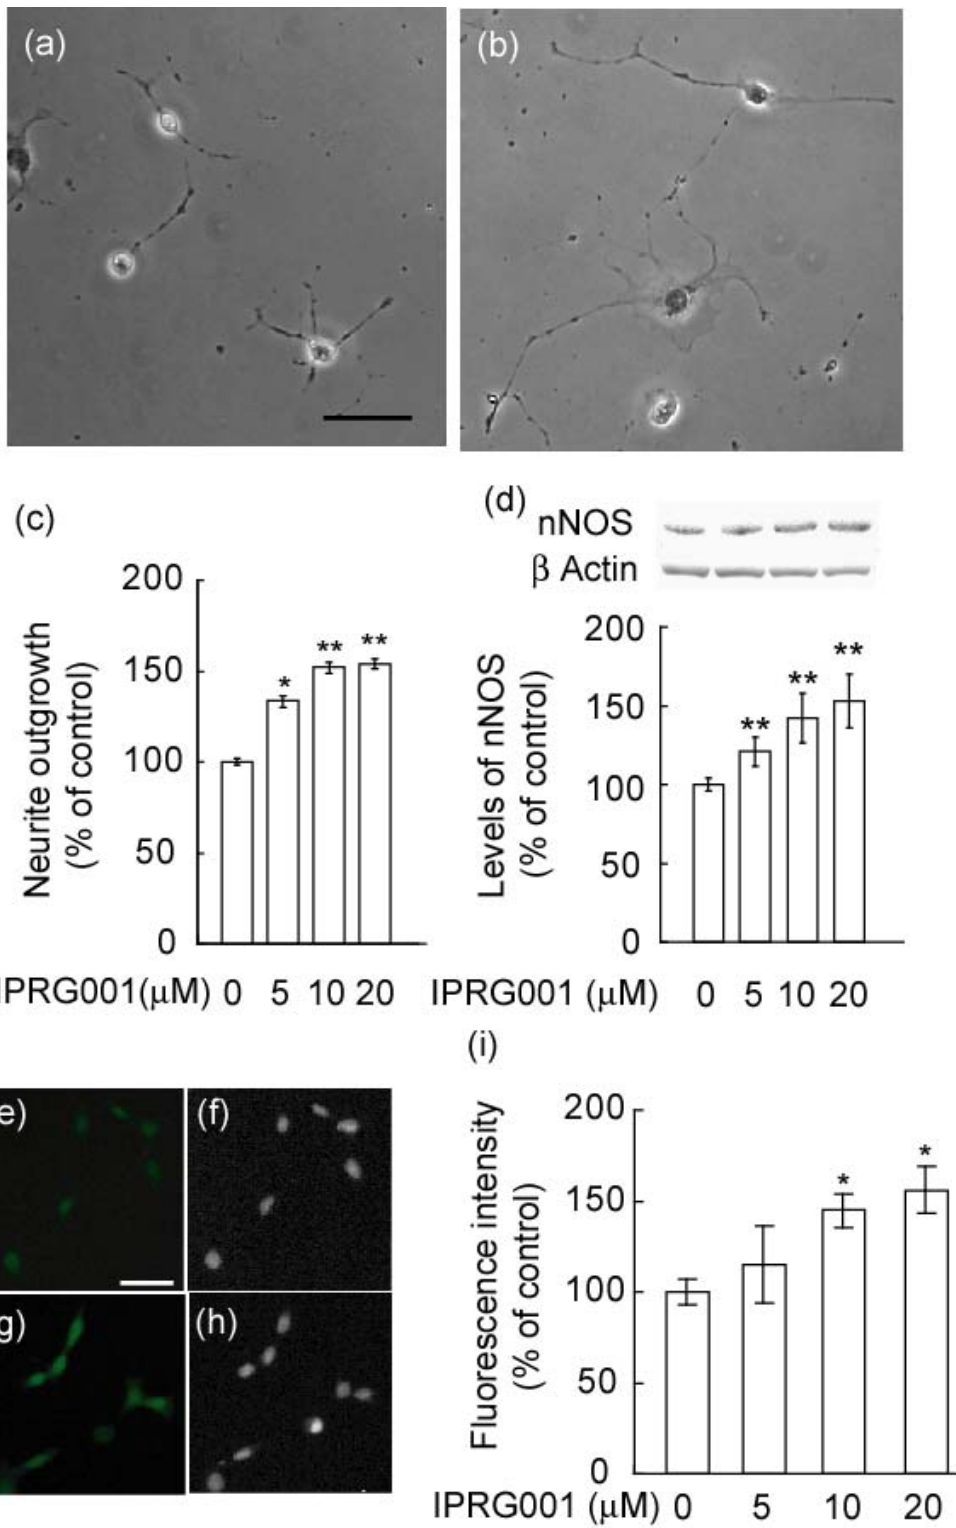 (a)
(b)
(c)
(d)
nNOS
β Actin
Neurite outgrowth
(% of control)
200
150
100
50
0
*
**
**
IPRG001(μM) 0 5 10 20
Levels of nNOS
(% of control)
200
150
100
50
0
**
**
**
IPRG001 (μM) 0 5 10 20
e)
(f)
g)
(h)
(i)
Fluorescence intensity
(% of control)
200
150
100
50
0
*
*
IPRG001 (μM) 0 5 10 20